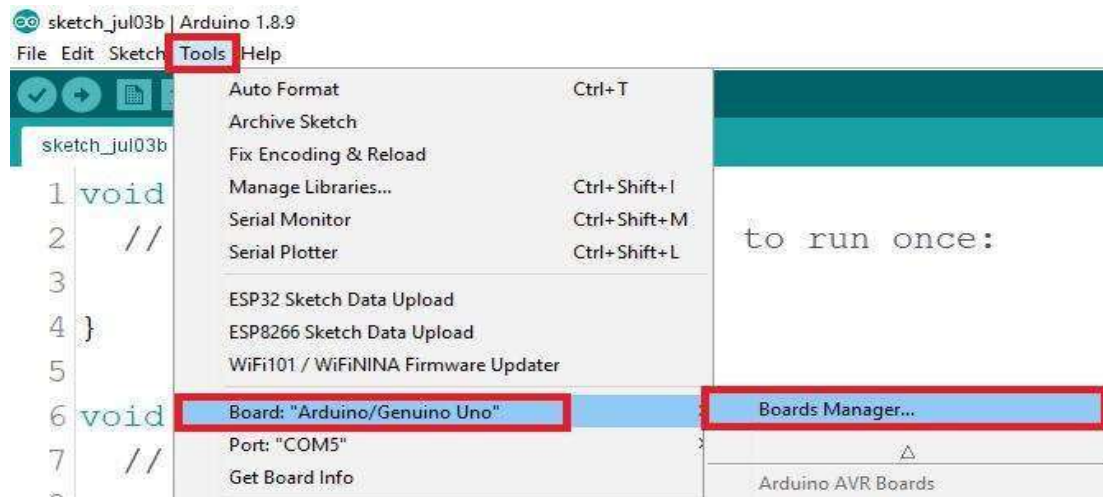 sketch_jul03b | Arduino 1.8.9
File Edit Sketch Tools Help
sketch_jul03b
Auto Format Ctrl+T
Archive Sketch
Fix Encoding & Reload
Manage Libraries... Ctrl+Shift+I
Serial Monitor Ctrl+Shift+M
Serial Plotter Ctrl+Shift+L
ESP32 Sketch Data Upload
ESP8266 Sketch Data Upload
WiFi101 / WiFiNINA Firmware Updater
Board: "Arduino/Genuino Uno"
Port: "COM5"
Get Board Info
Boards Manager...
Arduino AVR Boards
1 void
2 // to run once:
3
4 }
5
6 void
7 //